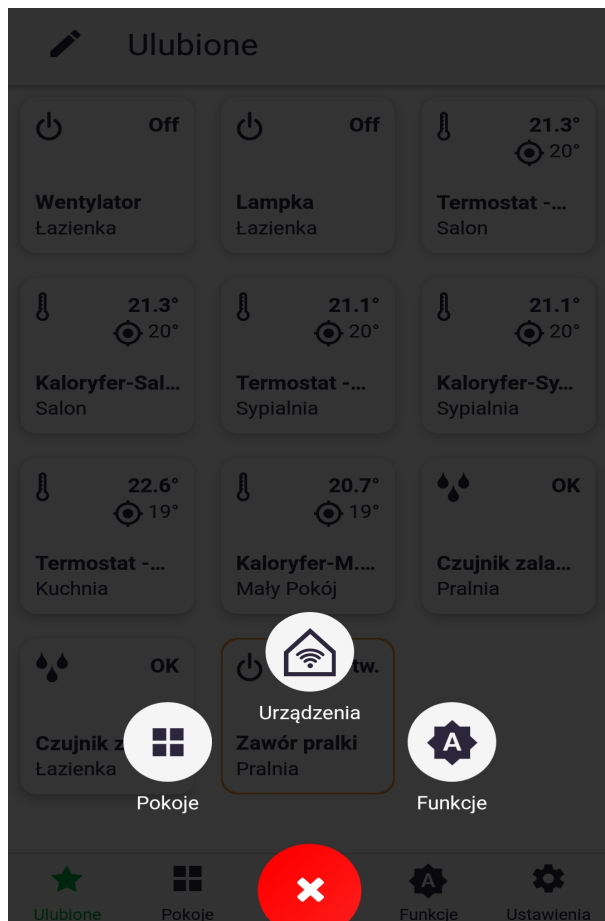 Ulubione
Off
Off
21.3°
20°
Wentylator
Łazienka
Lampka
Łazienka
Termostat -...
Salon
21.3°
20°
21.1°
20°
21.1°
20°
Kaloryfer-Sal...
Salon
Termostat -...
Sypialnia
Kaloryfer-Sy...
Sypialnia
22.6°
19°
20.7°
19°
OK
Termostat -...
Kuchnia
Kaloryfer-M....
Mały Pokój
Czujnik zala...
Pralnia
OK
tw.
Urządzenia
Czujnik z
Łazienka
Zawór pralki
Pralnia
A
Pokoje
Funkcje
Ulubione
Pokoje
A
Funkcje
Ustawienia